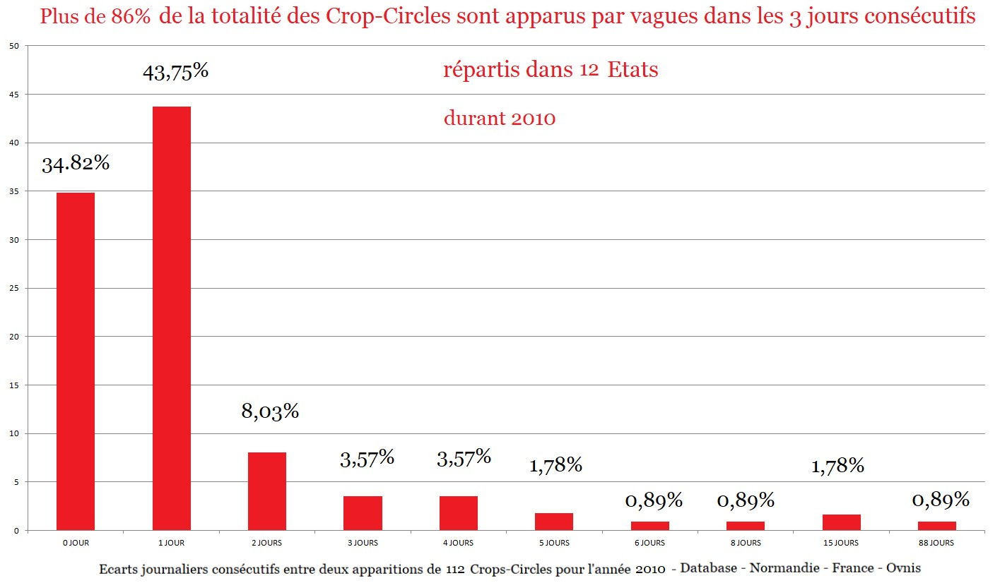 Plus de 86% de la totalité des Crop-Circles sont apparus par vagues dans les 3 jours consécutifs
répartis dans 12 Etats
durant 2010
50
45
40
35
30
25
20
15
10
5
0
34.82%
43,75%
8,03%
3,57%
3,57%
1,78%
0,89%
0,89%
1,78%
0,89%
0 JOUR
1 JOUR
2 JOURS
3 JOURS
4 JOURS
5 JOURS
6 JOURS
8 JOURS
15 JOURS
88 JOURS
Ecarts journaliers consécutifs entre deux apparitions de 112 Crops-Circles pour l'année 2010 - Database - Normandie - France - Ovnis